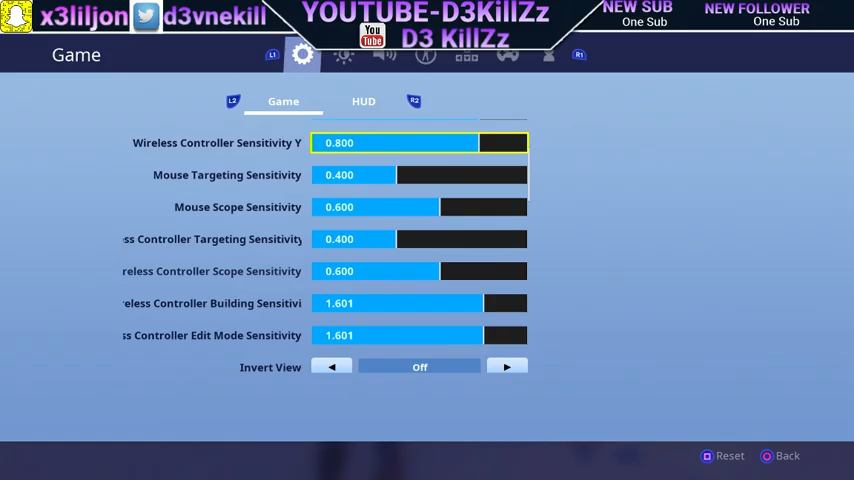 x3liljon
d3vnekill
YOUTUBE-D3KillZz
You
Tube
D3 KillZz
NEW SUB
One Sub
NEW FOLLOWER
One Sub
Game
L1
R1
L2
Game
HUD
R2
Wireless Controller Sensitivity Y
0.800
Mouse Targeting Sensitivity
0.400
Mouse Scope Sensitivity
0.600
ss Controller Targeting Sensitivity
0.400
reless Controller Scope Sensitivity
0.600
reless Controller Building Sensitivi
1.601
ss Controller Edit Mode Sensitivity
1.601
Invert View
Off
Reset
Back